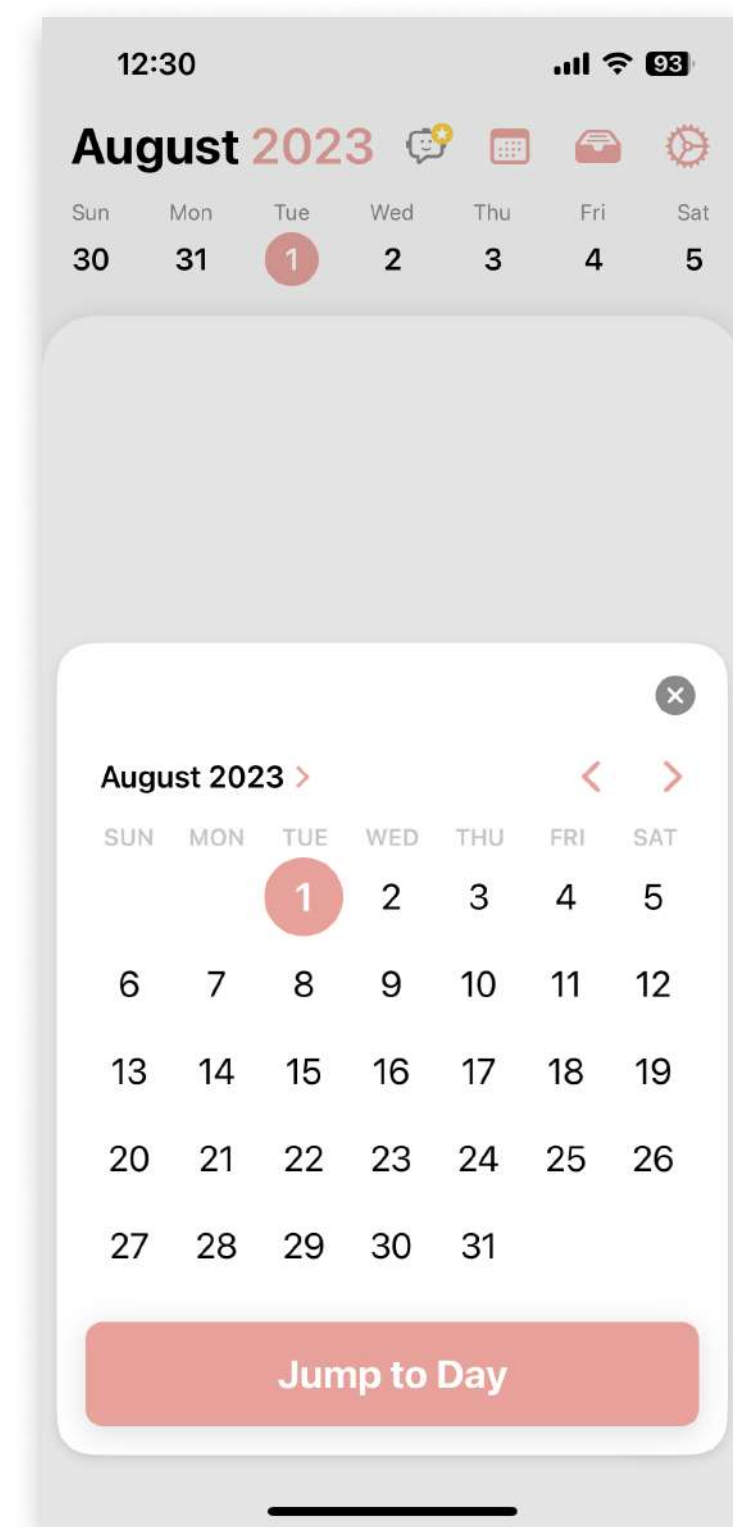 12:30 93
August 2023
Sun Mon Tue Wed Thu Fri Sat
30 31 1 2 3 4 5
August 2023
SUN MON TUE WED THU FRI SAT
1 2 3 4 5
6 7 8 9 10 11 12
13 14 15 16 17 18 19
20 21 22 23 24 25 26
27 28 29 30 31
Jump to Day